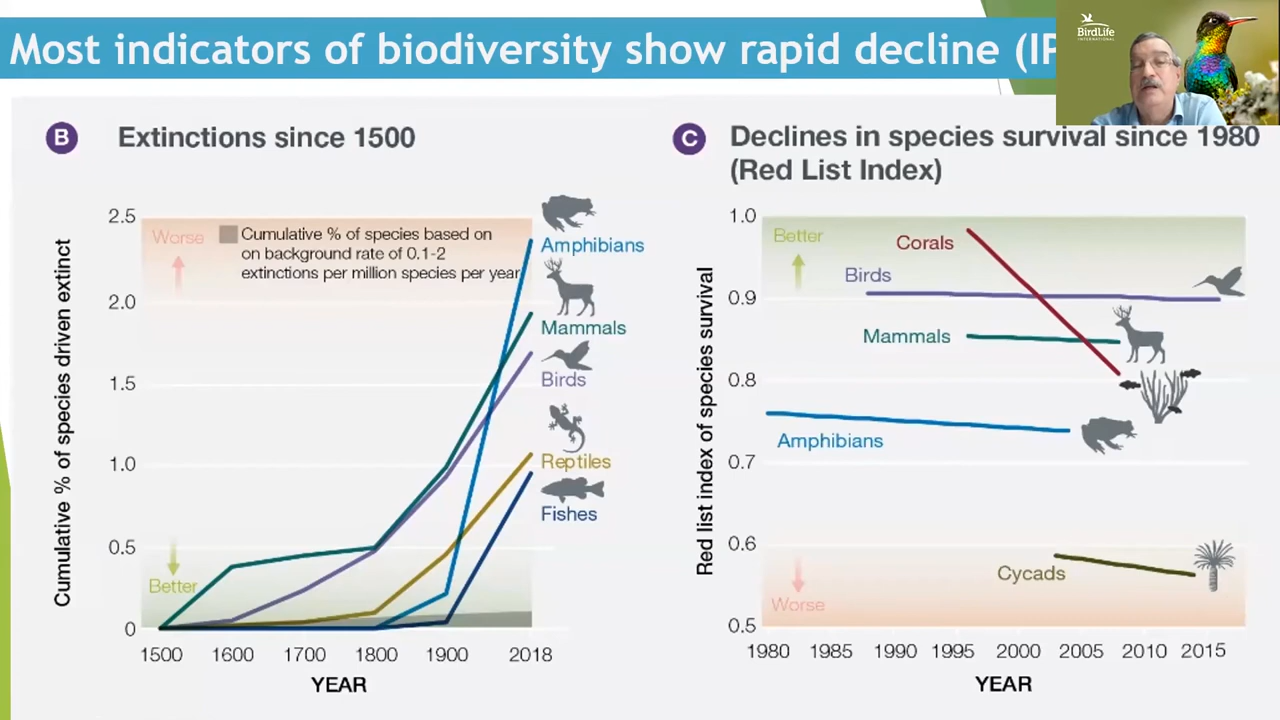 Most indicators of biodiversity show rapid decline (IP
BirdLife
INTERNATIONAL
B
Extinctions since 1500
2.5
2.0
1.5
1.0
0.5
0
Cumulative % of species driven extinct
Worse
Cumulative % of species based on
on background rate of 0.1-2
extinctions per million species per year
Better
Amphibians
Mammals
Birds
Reptiles
Fishes
1500 1600 1700 1800 1900 2018
YEAR
C
Declines in species survival since 1980
(Red List Index)
1.0
0.9
0.8
0.7
0.6
0.5
Red list index of species survival
Better
Corals
Birds
Mammals
Amphibians
Cycads
Worse
1980 1985 1990 1995 2000 2005 2010 2015
YEAR